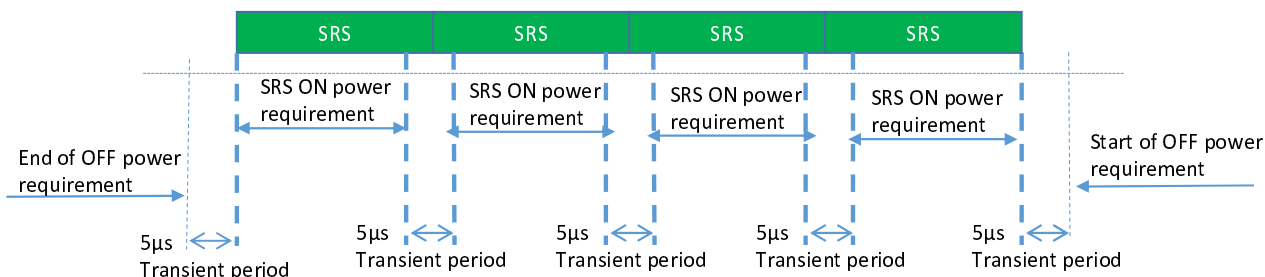 SRS SRS SRS SRS
SRS ON power
requirement
SRS ON power
requirement
SRS ON power
requirement
SRS ON power
requirement
End of OFF power
requirement
Start of OFF power
requirement
5µs
Transient period
5µs
Transient period
5µs
Transient period
5µs
Transient period
5µs
Transient period